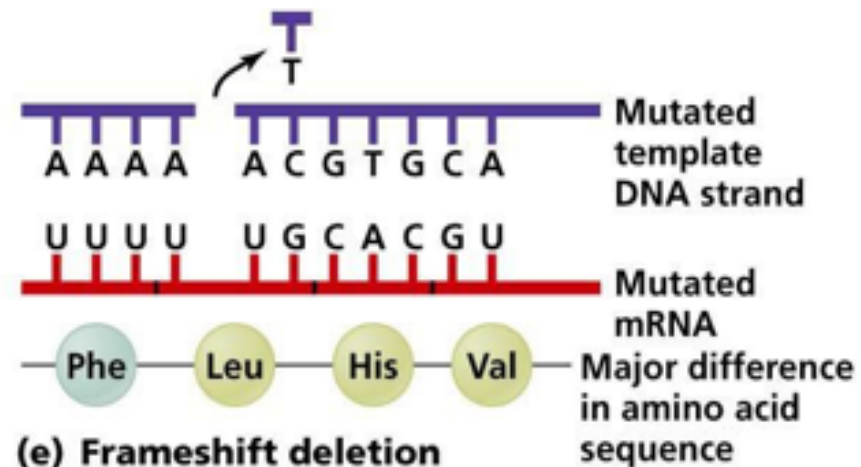 T
A A A A A C G T G C A
Mutated
template
DNA strand
U U U U U G C A C G U
Mutated
mRNA
Phe Leu His Val
Major difference
in amino acid
sequence
(e) Frameshift deletion